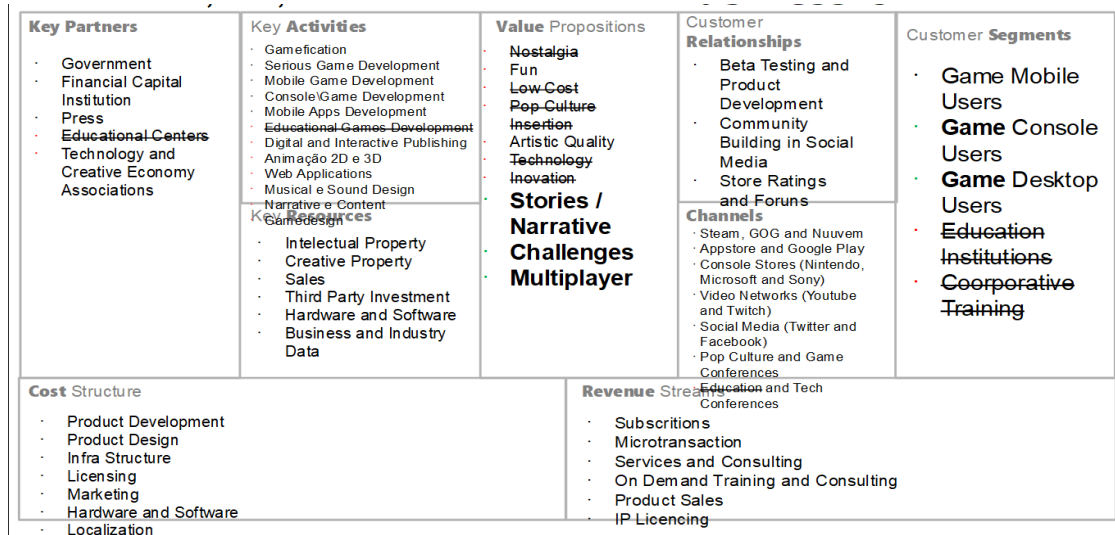 Key Partners
Government
Financial Capital
Institution
Press
Educational Centers
Technology and
Creative Economy
Associations
Key Activities
Gamefication
Serious Game Development
Mobile Game Development
Console\Game Development
Mobile Apps Development
Educational Games Development
Digital and Interactive Publishing
Animação 2D e 3D
Web Applications
Musical e Sound Design
Narrative e Content
Gamedesign
Key Resources
Intelectual Property
Creative Property
Sales
Third Party Investment
Hardware and Software
Business and Industry
Data
Value Propositions
Nostalgia
Fun
Low Cost
Pop Culture
Insertion
Artistic Quality
Technology
Inovation
Stories /
Narrative
Challenges
Multiplayer
Customer
Relationships
Beta Testing and
Product
Development
Community
Building in Social
Media
Store Ratings
and Foruns
Channels
Steam, GOG and Nuuvem
Appstore and Google Play
Console Stores (Nintendo,
Microsoft and Sony)
Video Networks (Youtube
and Twitch)
Social Media (Twitter and
Facebook)
Pop Culture and Game
Conferences
Education and Tech
Conferences
Customer Segments
Game Mobile
Users
Game Console
Users
Game Desktop
Users
Education
Institutions
Coorporative
Training
Cost Structure
Product Development
Product Design
Infra Structure
Licensing
Marketing
Hardware and Software
Localization
Revenue Streams
Subscritions
Microtransaction
Services and Consulting
On Demand Training and Consulting
Product Sales
IP Licencing